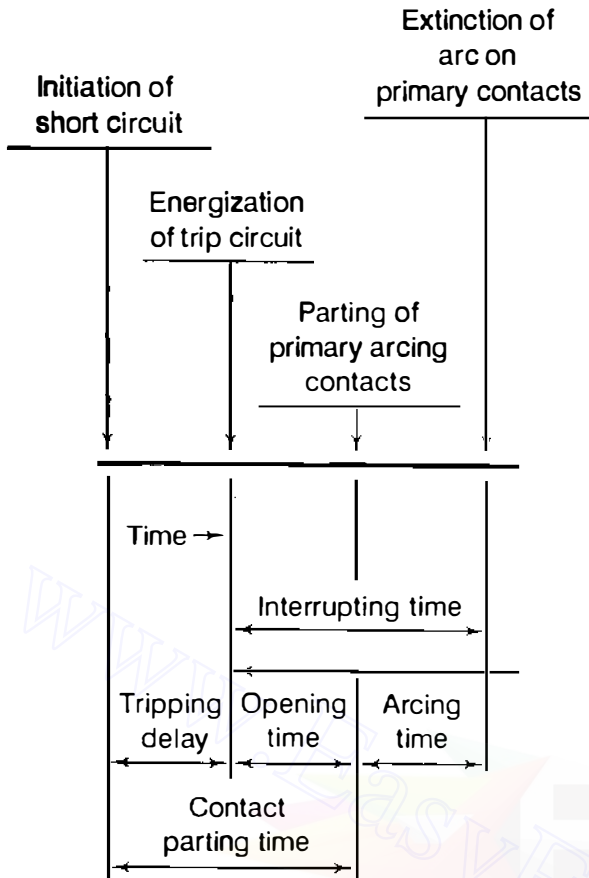 Extinction of
arc on
primary contacts
Initiation of
short circuit
Energization
of trip circuit
Parting of
primary arcing
contacts
Time
Interrupting time
Tripping
delay
Opening
time
Arcing
time
Contact
parting time